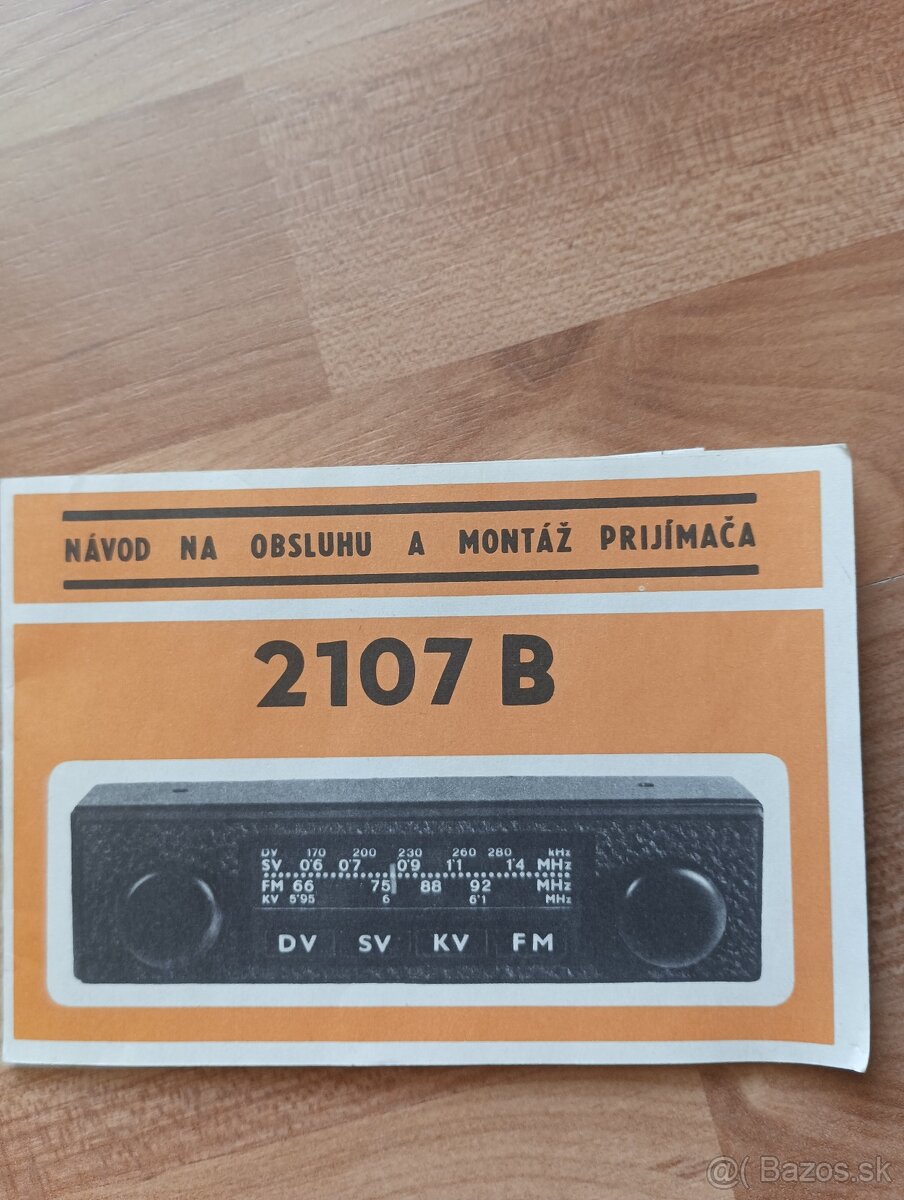 NÁVOD NA OBSLUHU A MONTÁŽ PRIJÍMAČA
2107 B
DV 170 200 230 260 280 kHz
SV 0'6 0'7 0'9 1'1 1'4 MHz
FM 66 75 88 92 MHz
KV 5'95 6 6'1 MHz
DV SV KV FM
@( Bazos.sk